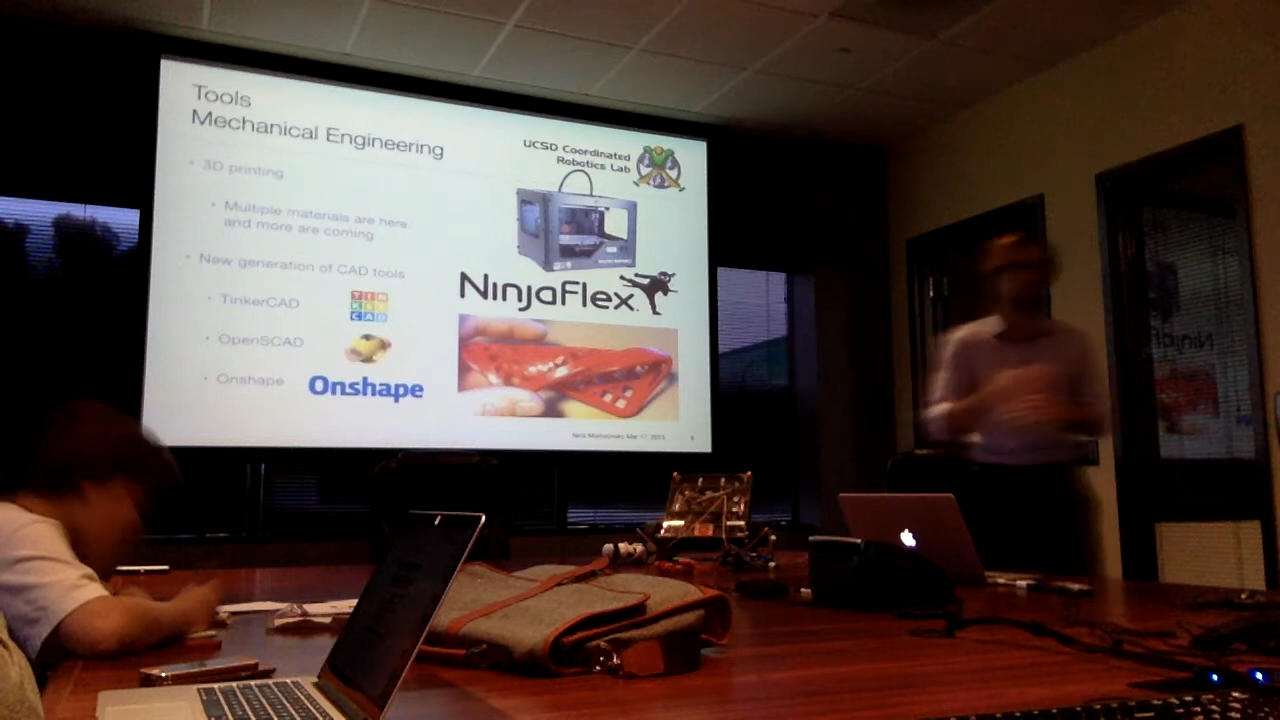 Tools
Mechanical Engineering
UCSD Coordinated
Robotics Lab
• 3D printing
• Multiple materials are here
and more are coming
• New generation of CAD tools
• TinkerCAD
TIN
KER
CAD
• OpenSCAD
• Onshape
Onshape
NinjaFlex